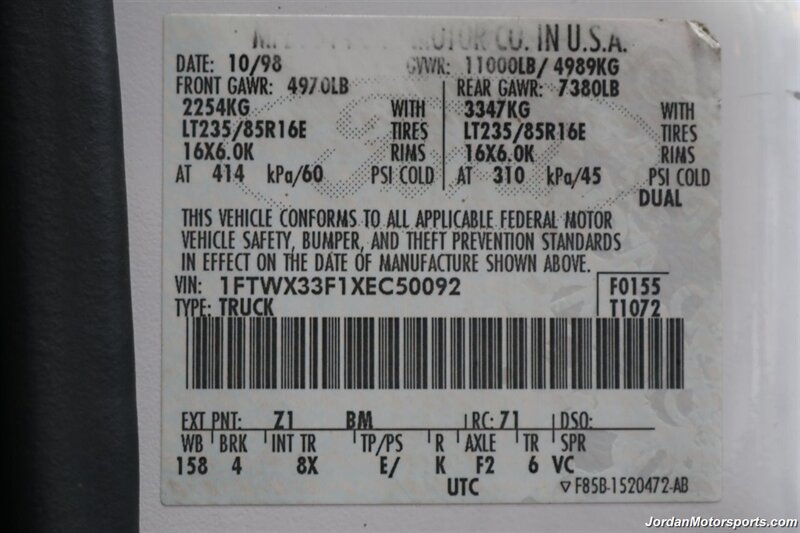 MOTOR CO. IN U.S.A.
DATE: 10/98 GVWR: 11000LB/ 4989KG
FRONT GAWR: 4970LB REAR GAWR: 7380LB
2254KG WITH 3347KG WITH
LT235/85R16E TIRES LT235/85R16E TIRES
16X6.0K RIMS 16X6.0K RIMS
AT 414 kPa/60 PSI COLD AT 310 kPa/45 PSI COLD
DUAL
THIS VEHICLE CONFORMS TO ALL APPLICABLE FEDERAL MOTOR
VEHICLE SAFETY, BUMPER, AND THEFT PREVENTION STANDARDS
IN EFFECT ON THE DATE OF MANUFACTURE SHOWN ABOVE.
VIN: 1FTWX33F1XEC50092 F0155
TYPE: TRUCK T1072
EXT PNT: Z1 BM RC: 71 DSO:
WB BRK INT TR TP/PS R AXLE TR SPR
158 4 8X E/ K F2 6 VC
UTC ▽ F85B-1520472-AB
JordanMotorsports.com